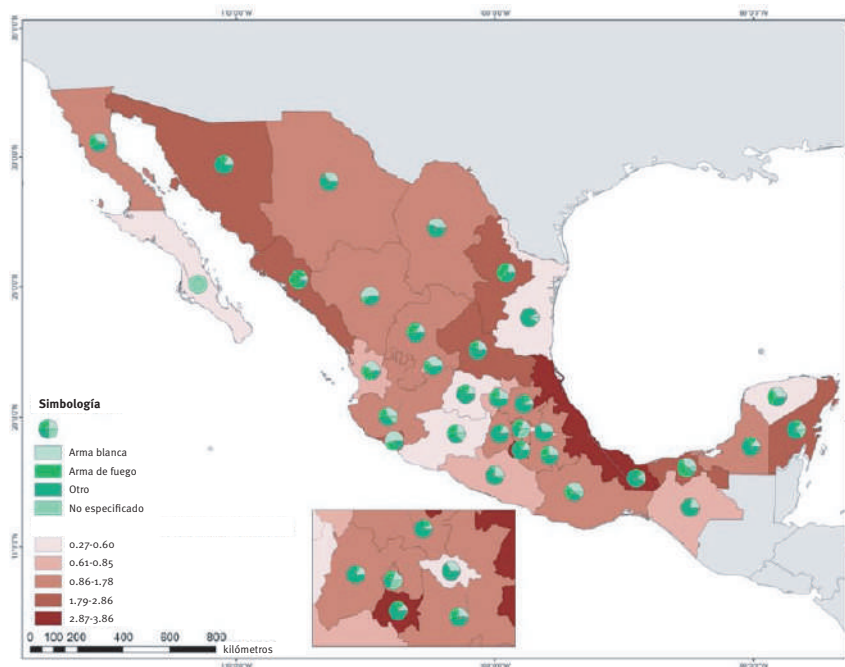 Simbología
Arma blanca
Arma de fuego
Otro
No especificado
0.27-0.60
0.61-0.85
0.86-1.78
1.79-2.86
2.87-3.86
0 100 200 400 600 800
kilómetros